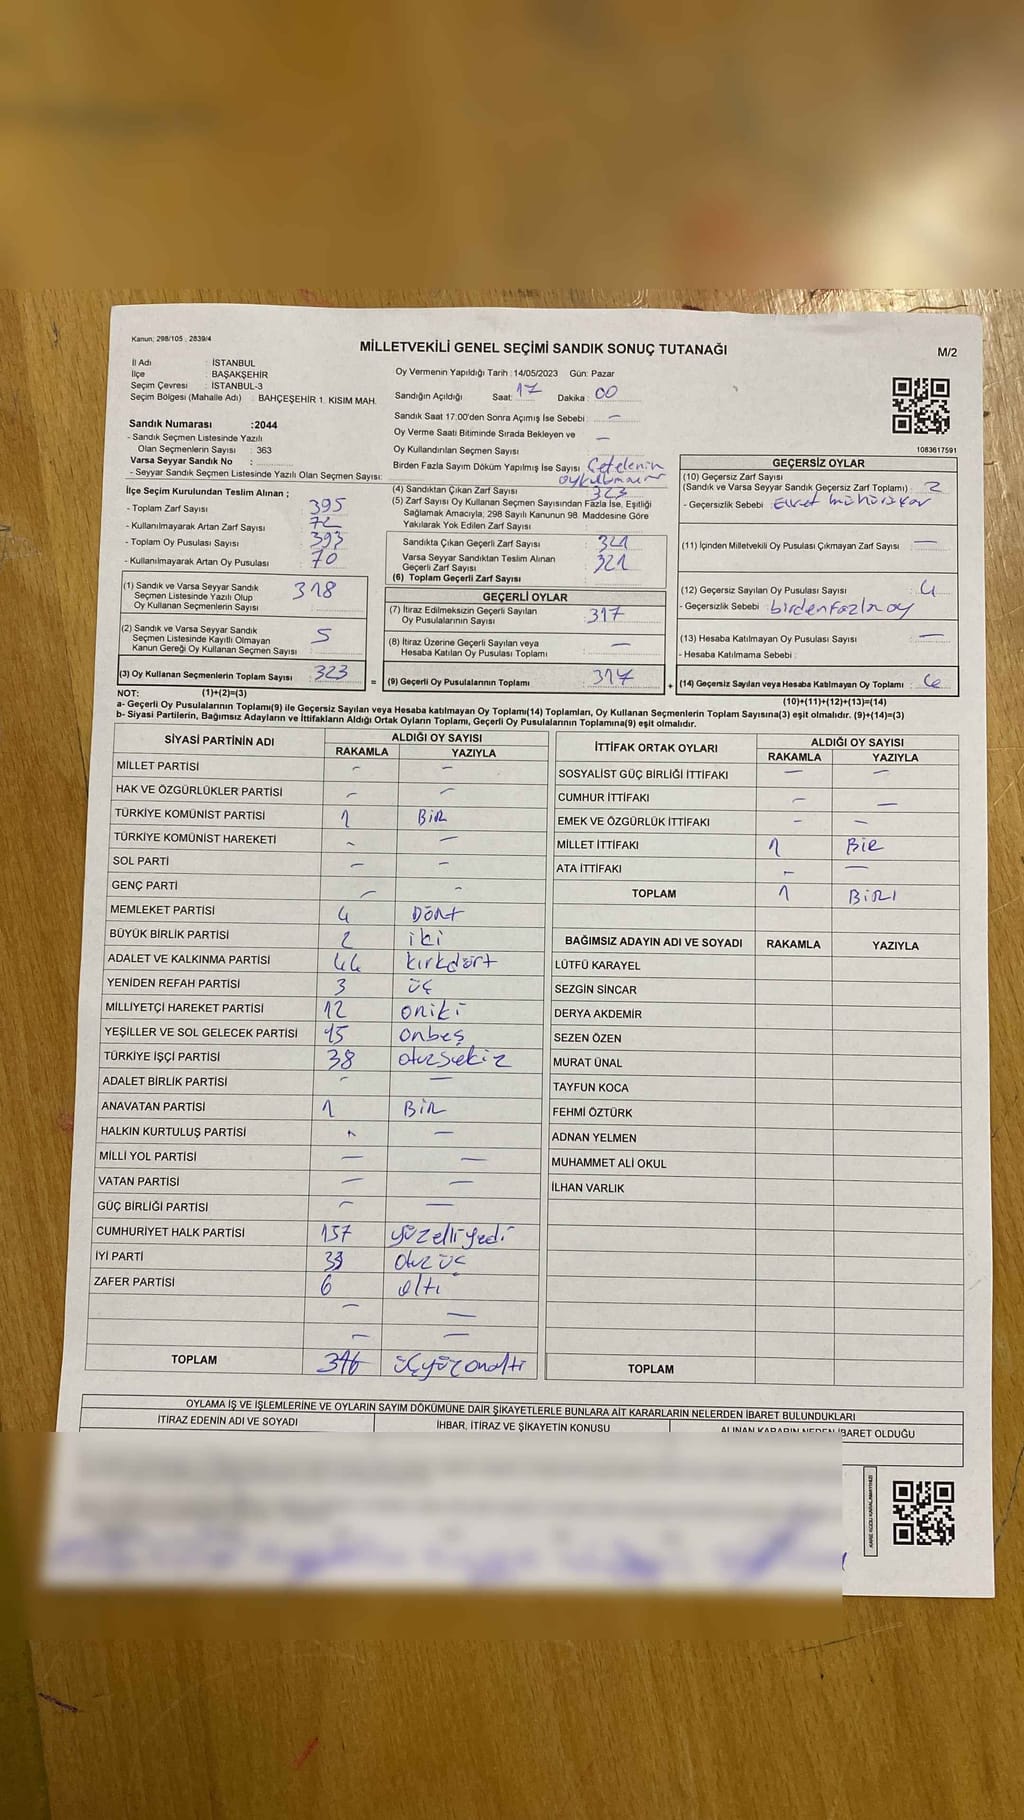 Kanun; 298/105 , 2839/4
MİLLETVEKİLİ GENEL SEÇİMİ SANDIK SONUÇ TUTANAĞI
M/2
İl Adı : İSTANBUL
İlçe : BAŞAKŞEHİR
Seçim Çevresi : İSTANBUL-3
Seçim Bölgesi (Mahalle Adı) : BAHÇEŞEHİR 1. KISIM MAH.
Sandık Numarası :2044
- Sandık Seçmen Listesinde Yazılı
Olan Seçmenlerin Sayısı : 363
Varsa Seyyar Sandık No :
- Seyyar Sandık Seçmen Listesinde Yazılı Olan Seçmen Sayısı:
İlçe Seçim Kurulundan Teslim Alınan ;
- Toplam Zarf Sayısı 395
- Kullanılmayarak Artan Zarf Sayısı 72
- Toplam Oy Pusulası Sayısı 393
- Kullanılmayarak Artan Oy Pusulası 70
(1) Sandık ve Varsa Seyyar Sandık
Seçmen Listesinde Yazılı Olup
Oy Kullanan Seçmenlerin Sayısı 318
(2) Sandık ve Varsa Seyyar Sandık
Seçmen Listesinde Kayıtlı Olmayan
Kanun Gereği Oy Kullanan Seçmen Sayısı 5
(3) Oy Kullanan Seçmenlerin Toplam Sayısı 323
Oy Vermenin Yapıldığı Tarih :14/05/2023 Gün: Pazar
Sandığın Açıldığı Saat: 17 Dakika : 00
Sandık Saat 17:00'den Sonra Açımış İse Sebebi : —
Oy Verme Saati Bitiminde Sırada Bekleyen ve
Oy Kullandırılan Seçmen Sayısı : —
Birden Fazla Sayım Döküm Yapılmış İse Sayısı Çetelenin
(4) Sandıktan Çıkan Zarf Sayısı 323
(5) Zarf Sayısı Oy Kullanan Seçmen Sayısından Fazla İse, Eşitliği
Sağlamak Amacıyla; 298 Sayılı Kanunun 98. Maddesine Göre
Yakılarak Yok Edilen Zarf Sayısı
Sandıkta Çıkan Geçerli Zarf Sayısı 321
Varsa Seyyar Sandıktan Teslim Alınan
Geçerli Zarf Sayısı 321
(6) Toplam Geçerli Zarf Sayısı
GEÇERLİ OYLAR
(7) İtiraz Edilmeksizin Geçerli Sayılan
Oy Pusulalarının Sayısı : 317
(8) İtiraz Üzerine Geçerli Sayılan veya
Hesaba Katılan Oy Pusulası Toplamı —
= (9) Geçerli Oy Pusulalarının Toplamı 317
1083617591
GEÇERSİZ OYLAR
(10) Geçersiz Zarf Sayısı
(Sandık ve Varsa Seyyar Sandık Geçersiz Zarf Toplamı) : 2
- Geçersizlik Sebebi : Evet mühürü
(11) İçinden Milletvekili Oy Pusulası Çıkmayan Zarf Sayısı : —
(12) Geçersiz Sayılan Oy Pusulası Sayısı : 4
- Geçersizlik Sebebi : birden fazla oy
(13) Hesaba Katılmayan Oy Pusulası Sayısı : —
- Hesaba Katılmama Sebebi :
+ (14) Geçersiz Sayılan veya Hesaba Katılmayan Oy Toplamı : 6
NOT: (1)+(2)=(3)
(10)+(11)+(12)+(13)=(14)
a- Geçerli Oy Pusulalarının Toplamı(9) ile Geçersiz Sayılan veya Hesaba katılmayan Oy Toplamı(14) Toplamları, Oy Kullanan Seçmenlerin Toplam Sayısına(3) eşit olmalıdır. (9)+(14)=(3)
b- Siyasi Partilerin, Bağımsız Adayların ve İttifakların Aldığı Ortak Oyların Toplamı, Geçerli Oy Pusulalarının Toplamına(9) eşit olmalıdır.
SİYASİ PARTİNİN ADI ALDIĞI OY SAYISI
RAKAMLA YAZIYLA
MİLLET PARTİSİ — —
HAK VE ÖZGÜRLÜKLER PARTİSİ — —
TÜRKİYE KOMÜNİST PARTİSİ 1 BİR
TÜRKİYE KOMÜNİST HAREKETİ — —
SOL PARTİ — —
GENÇ PARTİ — —
MEMLEKET PARTİSİ 4 DÖRT
BÜYÜK BİRLİK PARTİSİ 2 iki
ADALET VE KALKINMA PARTİSİ 44 kırkdört
YENİDEN REFAH PARTİSİ 3 üç
MİLLİYETÇİ HAREKET PARTİSİ 12 oniki
YEŞİLLER VE SOL GELECEK PARTİSİ 15 onbeş
TÜRKİYE İŞÇİ PARTİSİ 38 otuzsekiz
ADALET BİRLİK PARTİSİ — —
ANAVATAN PARTİSİ 1 BİR
HALKIN KURTULUŞ PARTİSİ — —
MİLLİ YOL PARTİSİ — —
VATAN PARTİSİ — —
GÜÇ BİRLİĞİ PARTİSİ — —
CUMHURİYET HALK PARTİSİ 157 yüzelliyedi
İYİ PARTİ 33 otuzüç
ZAFER PARTİSİ 6 altı
— —
— —
TOPLAM 316 üçyüzonaltı
İTTİFAK ORTAK OYLARI ALDIĞI OY SAYISI
RAKAMLA YAZIYLA
SOSYALİST GÜÇ BİRLİĞİ İTTİFAKI — —
CUMHUR İTTİFAKI — —
EMEK VE ÖZGÜRLÜK İTTİFAKI — —
MİLLET İTTİFAKI 1 BİR
ATA İTTİFAKI — —
TOPLAM 1 BİR
BAĞIMSIZ ADAYIN ADI VE SOYADI RAKAMLA YAZIYLA
LÜTFÜ KARAYEL
SEZGİN SİNCAR
DERYA AKDEMİR
SEZEN ÖZEN
MURAT ÜNAL
TAYFUN KOCA
FEHMİ ÖZTÜRK
ADNAN YELMEN
MUHAMMET ALİ OKUL
İLHAN VARLIK
TOPLAM
OYLAMA İŞ VE İŞLEMLERİNE VE OYLARIN SAYIM DÖKÜMÜNE DAİR ŞİKAYETLERLE BUNLARA AİT KARARLARIN NELERDEN İBARET BULUNDUKLARI
İTİRAZ EDENİN ADI VE SOYADI İHBAR, İTİRAZ VE ŞİKAYETİN KONUSU ALINAN KARARIN NEDEN İBARET OLDUĞU